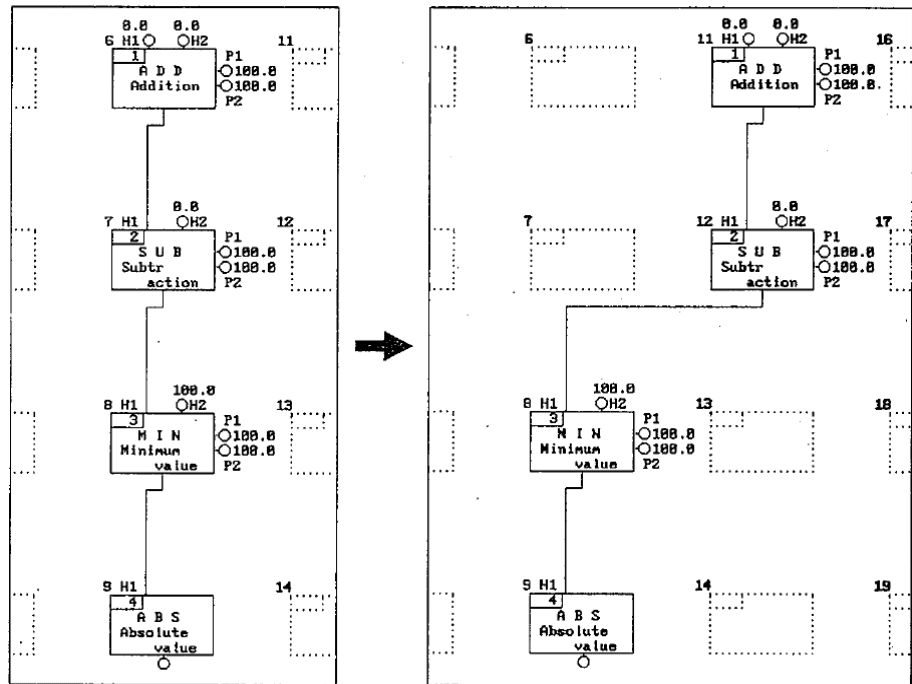 0.0 0.0
6 H1 H2 11
1 P1
A D D 100.0
Addition 100.0
P2
0.0
7 H1 H2 12
2 P1
S U B 100.0
Subtr 100.0
action P2
100.0
8 H1 H2 13
3 P1
M I N 100.0
Minimum 100.0
value P2
9 H1 14
4
A B S
Absolute
value
0.0 0.0
6 11 H1 H2 16
1 P1
A D D 100.0
Addition 100.0.
P2
0.0
7 12 H1 H2 17
2 P1
S U B 100.0
Subtr 100.0
action P2
100.0
8 H1 H2 13 18
3 P1
M I N 100.0
Minimum 100.0
value P2
9 H1 14 19
4
A B S
Absolute
value